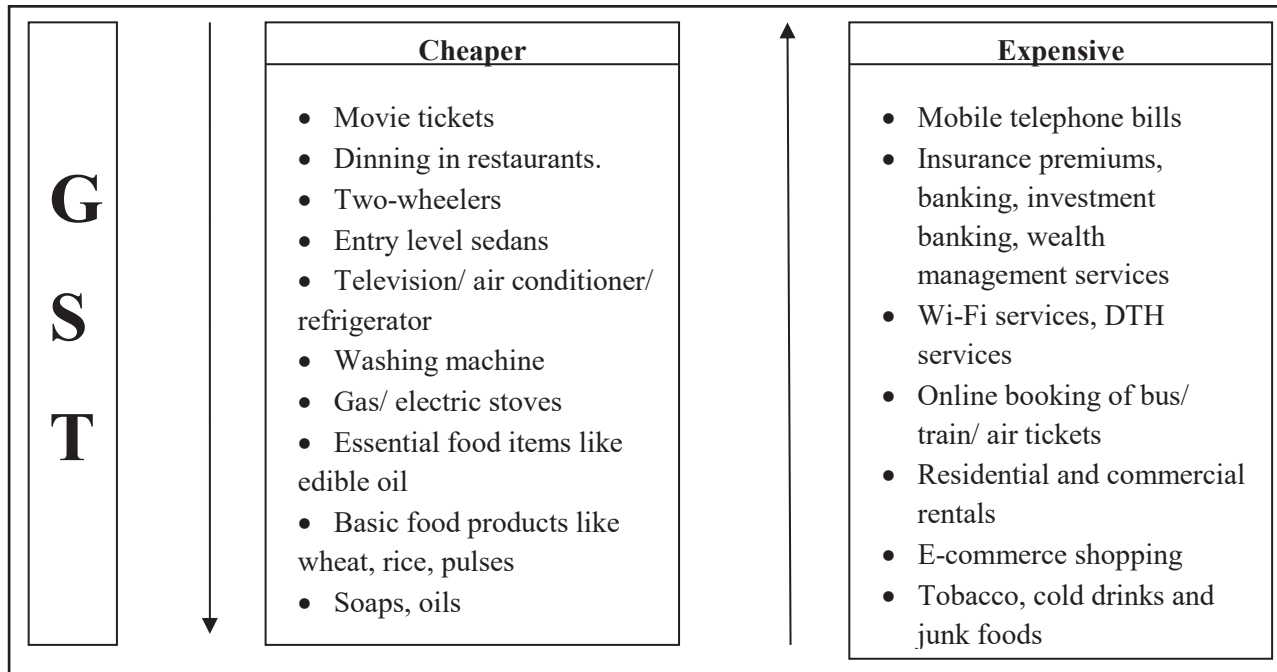 G
S
T
Cheaper
• Movie tickets
• Dinning in restaurants.
• Two-wheelers
• Entry level sedans
• Television/ air conditioner/
refrigerator
• Washing machine
• Gas/ electric stoves
• Essential food items like
edible oil
• Basic food products like
wheat, rice, pulses
• Soaps, oils
Expensive
• Mobile telephone bills
• Insurance premiums,
banking, investment
banking, wealth
management services
• Wi-Fi services, DTH
services
• Online booking of bus/
train/ air tickets
• Residential and commercial
rentals
• E-commerce shopping
• Tobacco, cold drinks and
junk foods